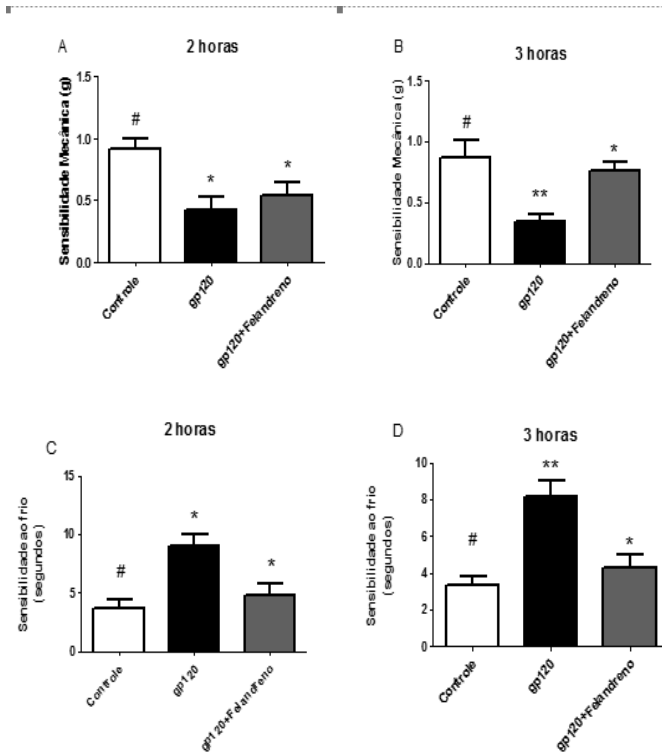 A
2 horas
Sensibilidade Mecânica (g)
1.5
1.0
0.5
0.0
#
*
*
Controle
gp120
gp120+Felandreno
B
3 horas
Sensibilidade Mecânica (g)
1.5
1.0
0.5
0.0
#
**
*
Controle
gp120
gp120+Felandreno
C
2 horas
Sensibilidade ao frio
(segundos)
15
10
5
0
#
*
*
Controle
gp120
gp120+Felandreno
D
3 horas
Sensibilidade ao frio
(segundos)
10
8
6
4
2
0
#
**
*
Controle
gp120
gp120+Felandreno